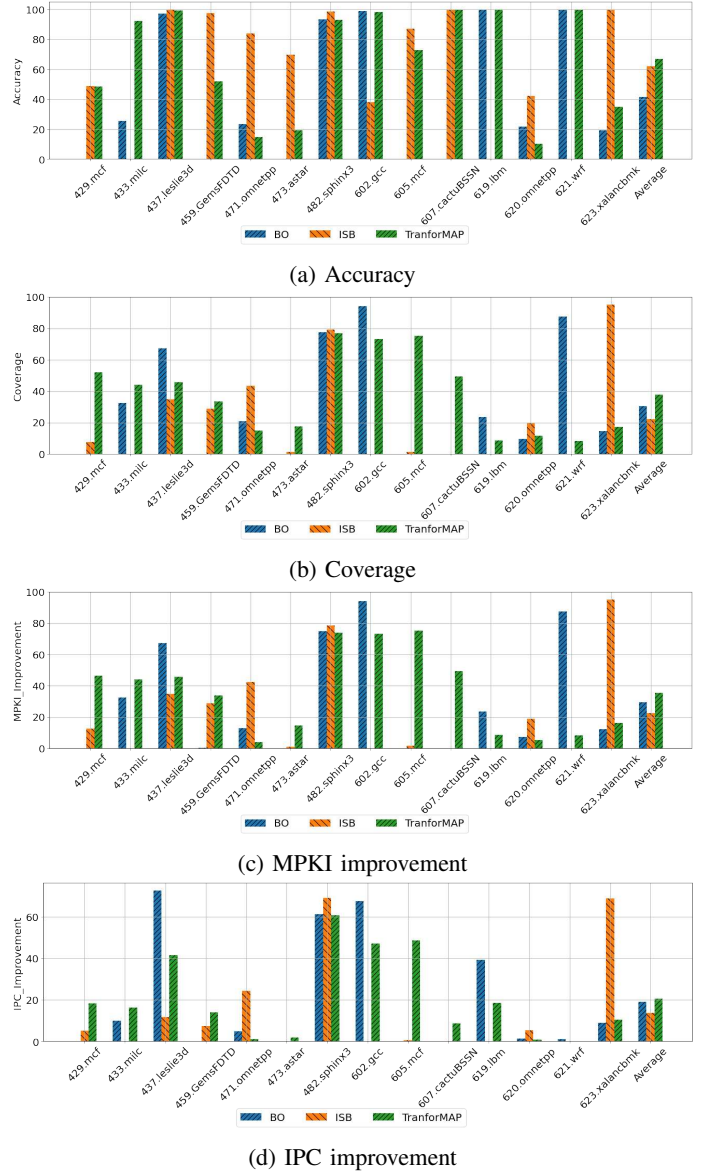 100
80
60
40
20
0
Accuracy
429.mcf
433.milc
437.leslie3d
459.GemsFDTD
471.omnetpp
473.astar
482.sphinx3
602.gcc
605.mcf
607.cactuBSSN
619.lbm
620.omnetpp
621.wrf
623.xalancbmk
Average
BO ISB TranforMAP
(a) Accuracy
100
80
60
40
20
0
Coverage
429.mcf
433.milc
437.leslie3d
459.GemsFDTD
471.omnetpp
473.astar
482.sphinx3
602.gcc
605.mcf
607.cactuBSSN
619.lbm
620.omnetpp
621.wrf
623.xalancbmk
Average
BO ISB TranforMAP
(b) Coverage
100
80
60
40
20
0
MPKI_Improvement
429.mcf
433.milc
437.leslie3d
459.GemsFDTD
471.omnetpp
473.astar
482.sphinx3
602.gcc
605.mcf
607.cactuBSSN
619.lbm
620.omnetpp
621.wrf
623.xalancbmk
Average
BO ISB TranforMAP
(c) MPKI improvement
60
40
20
0
IPC_Improvement
429.mcf
433.milc
437.leslie3d
459.GemsFDTD
471.omnetpp
473.astar
482.sphinx3
602.gcc
605.mcf
607.cactuBSSN
619.lbm
620.omnetpp
621.wrf
623.xalancbmk
Average
BO ISB TranforMAP
(d) IPC improvement